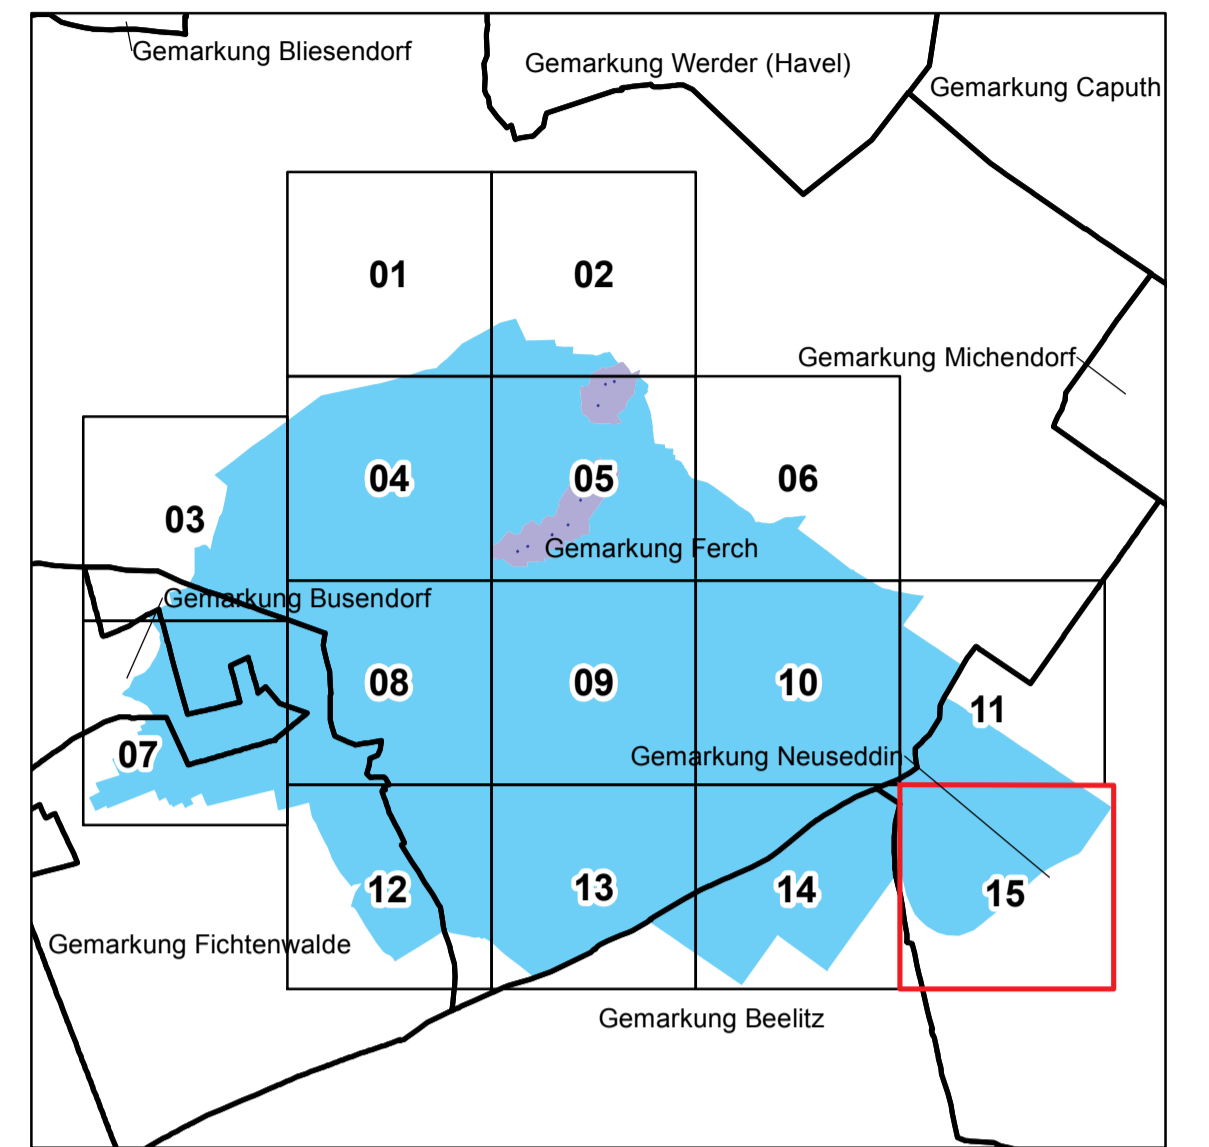 Gemarkung Bliesendorf
Gemarkung Werder (Havel)
Gemarkung Caputh
01
02
Gemarkung Michendorf
04
05
06
03
Gemarkung Ferch
Gemarkung Busendorf
08
09
10
11
07
Gemarkung Neuseddin
12
13
14
15
Gemarkung Fichtenwalde
Gemarkung Beelitz